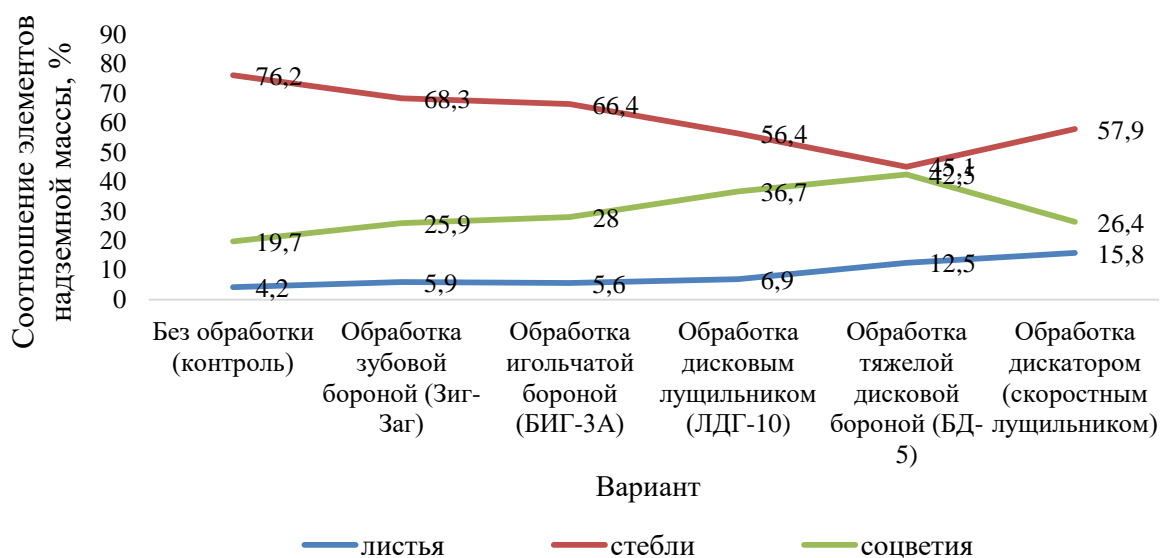 Соотношение элементов
надземной массы, %
90
80
70
60
50
40
30
20
10
0
76,2
68,3
66,4
56,4
45,1
57,9
19,7
25,9
28
36,7
42,5
26,4
4,2
5,9
5,6
6,9
12,5
15,8
Без обработки
(контроль)
Обработка
зубовой
бороной (Зиг-
Заг)
Обработка
игольчатой
бороной
(БИГ-3А)
Обработка
дисковым
лущильником
(ЛДГ-10)
Обработка
тяжелой
дисковой
бороной (БД-
5)
Обработка
дискатором
(скоростным
лущильником)
Вариант
листья
стебли
соцветия